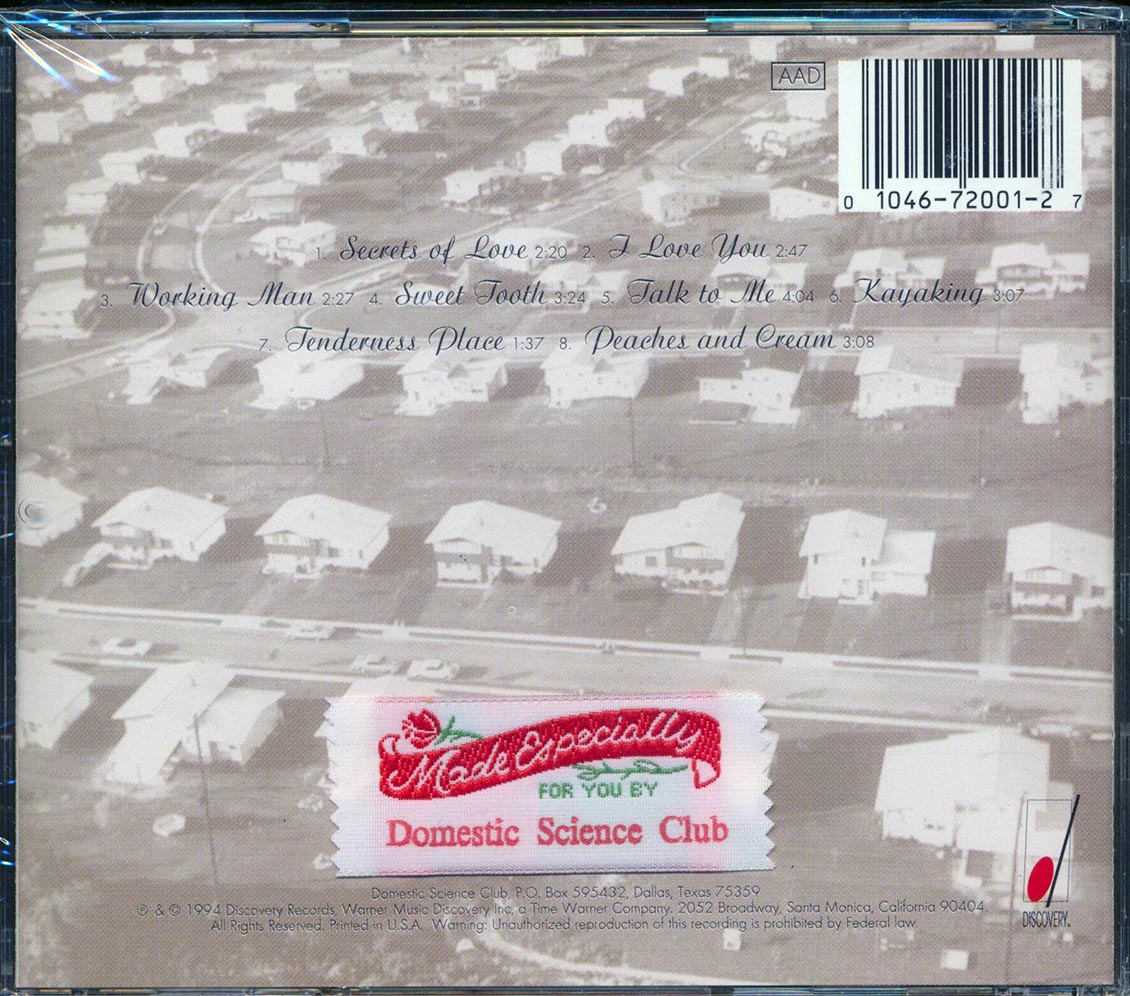 AAD
0 1046-72001-2 7
1. Secrets of Love 2:20 2. I Love You 2:47
3. Working Man 2:27 4. Sweet Tooth 3:24 5. Talk to Me 4:04 6. Kayaking 3:07
7. Tenderness Place 1:37 8. Peaches and Cream 3:08
Made Especially
FOR YOU BY
Domestic Science Club
Domestic Science Club, P.O. Box 595432, Dallas, Texas 75359
℗ & © 1994 Discovery Records, Warner Music Discovery Inc, a Time Warner Company. 2052 Broadway, Santa Monica, California 90404.
All Rights Reserved. Printed in U.S.A. Warning: Unauthorized reproduction of this recording is prohibited by Federal law.
DISCOVERY™